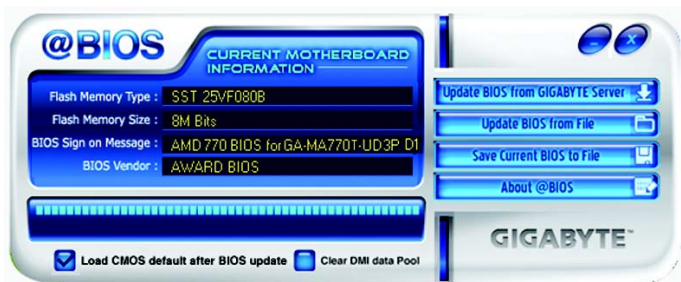 @BIOS
CURRENT MOTHERBOARD
INFORMATION
Flash Memory Type : SST 25VF080B
Flash Memory Size : 8M Bits
BIOS Sign on Message : AMD 770 BIOS for GA-MA770T-UD3P D1
BIOS Vendor : AWARD BIOS
Load CMOS default after BIOS update
Clear DMI data Pool
Update BIOS from GIGABYTE Server
Update BIOS from File
Save Current BIOS to File
About @BIOS
GIGABYTE™